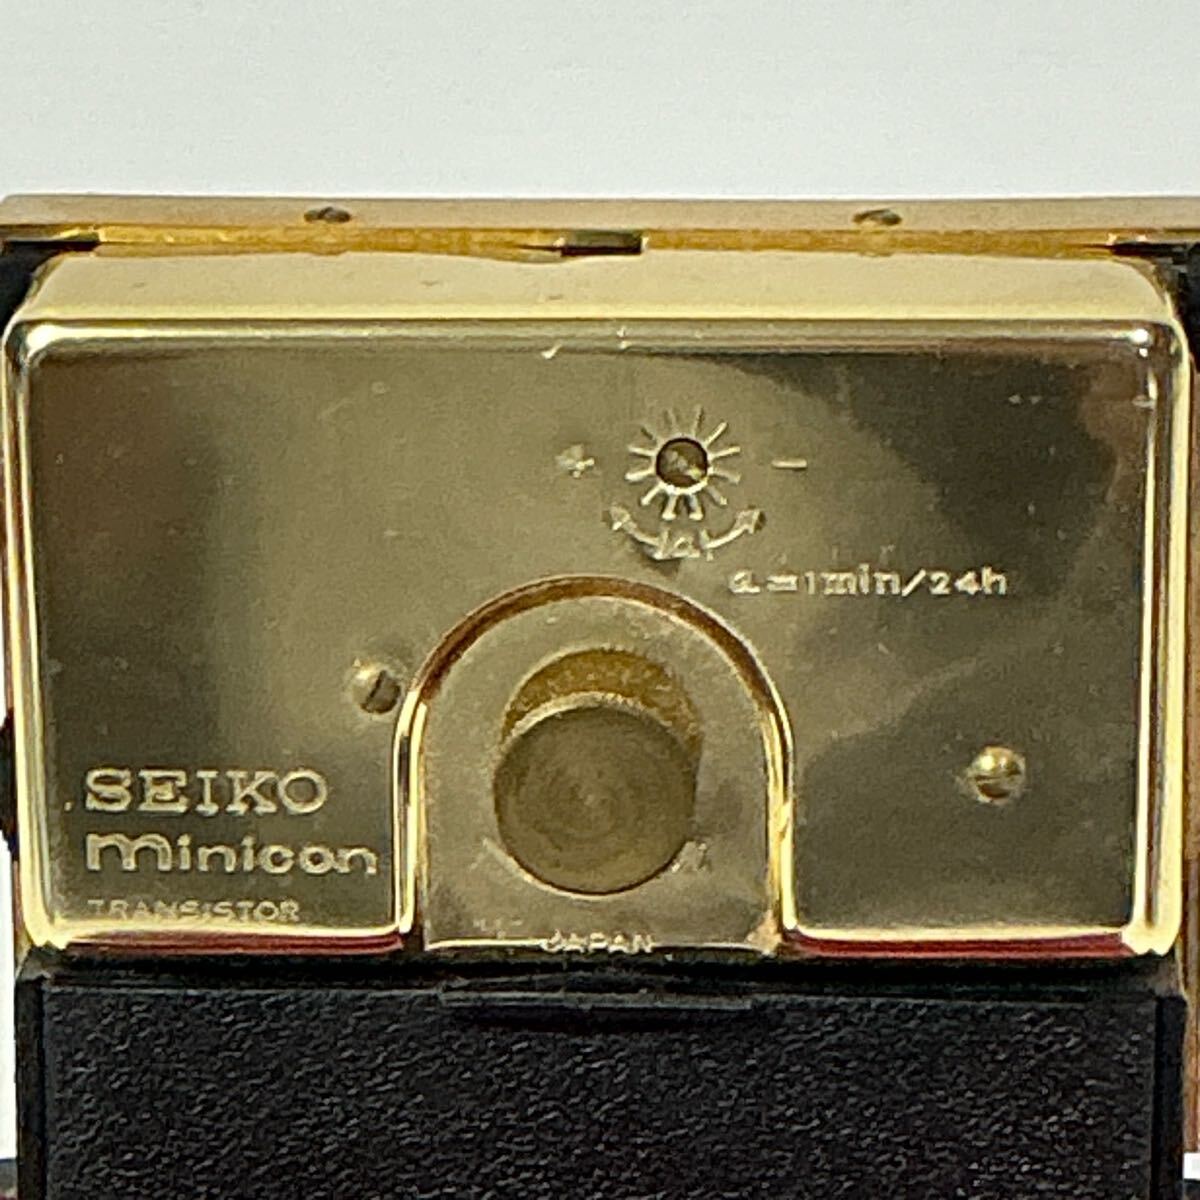 + -
a
a=1min/24h
SEIKO
minicon
TRANSISTOR
JAPAN